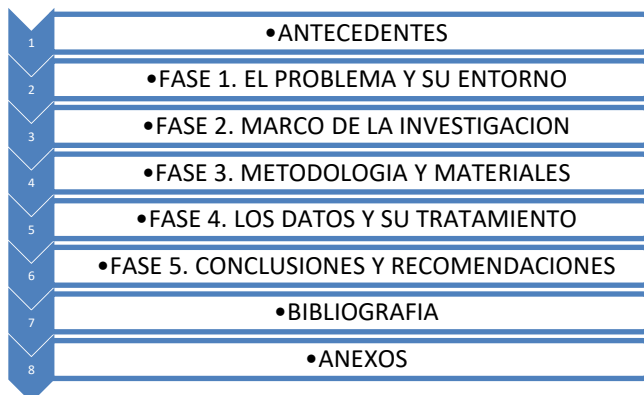 1
•ANTECEDENTES
2
•FASE 1. EL PROBLEMA Y SU ENTORNO
3
•FASE 2. MARCO DE LA INVESTIGACION
4
•FASE 3. METODOLOGIA Y MATERIALES
5
•FASE 4. LOS DATOS Y SU TRATAMIENTO
6
•FASE 5. CONCLUSIONES Y RECOMENDACIONES
7
•BIBLIOGRAFIA
8
•ANEXOS